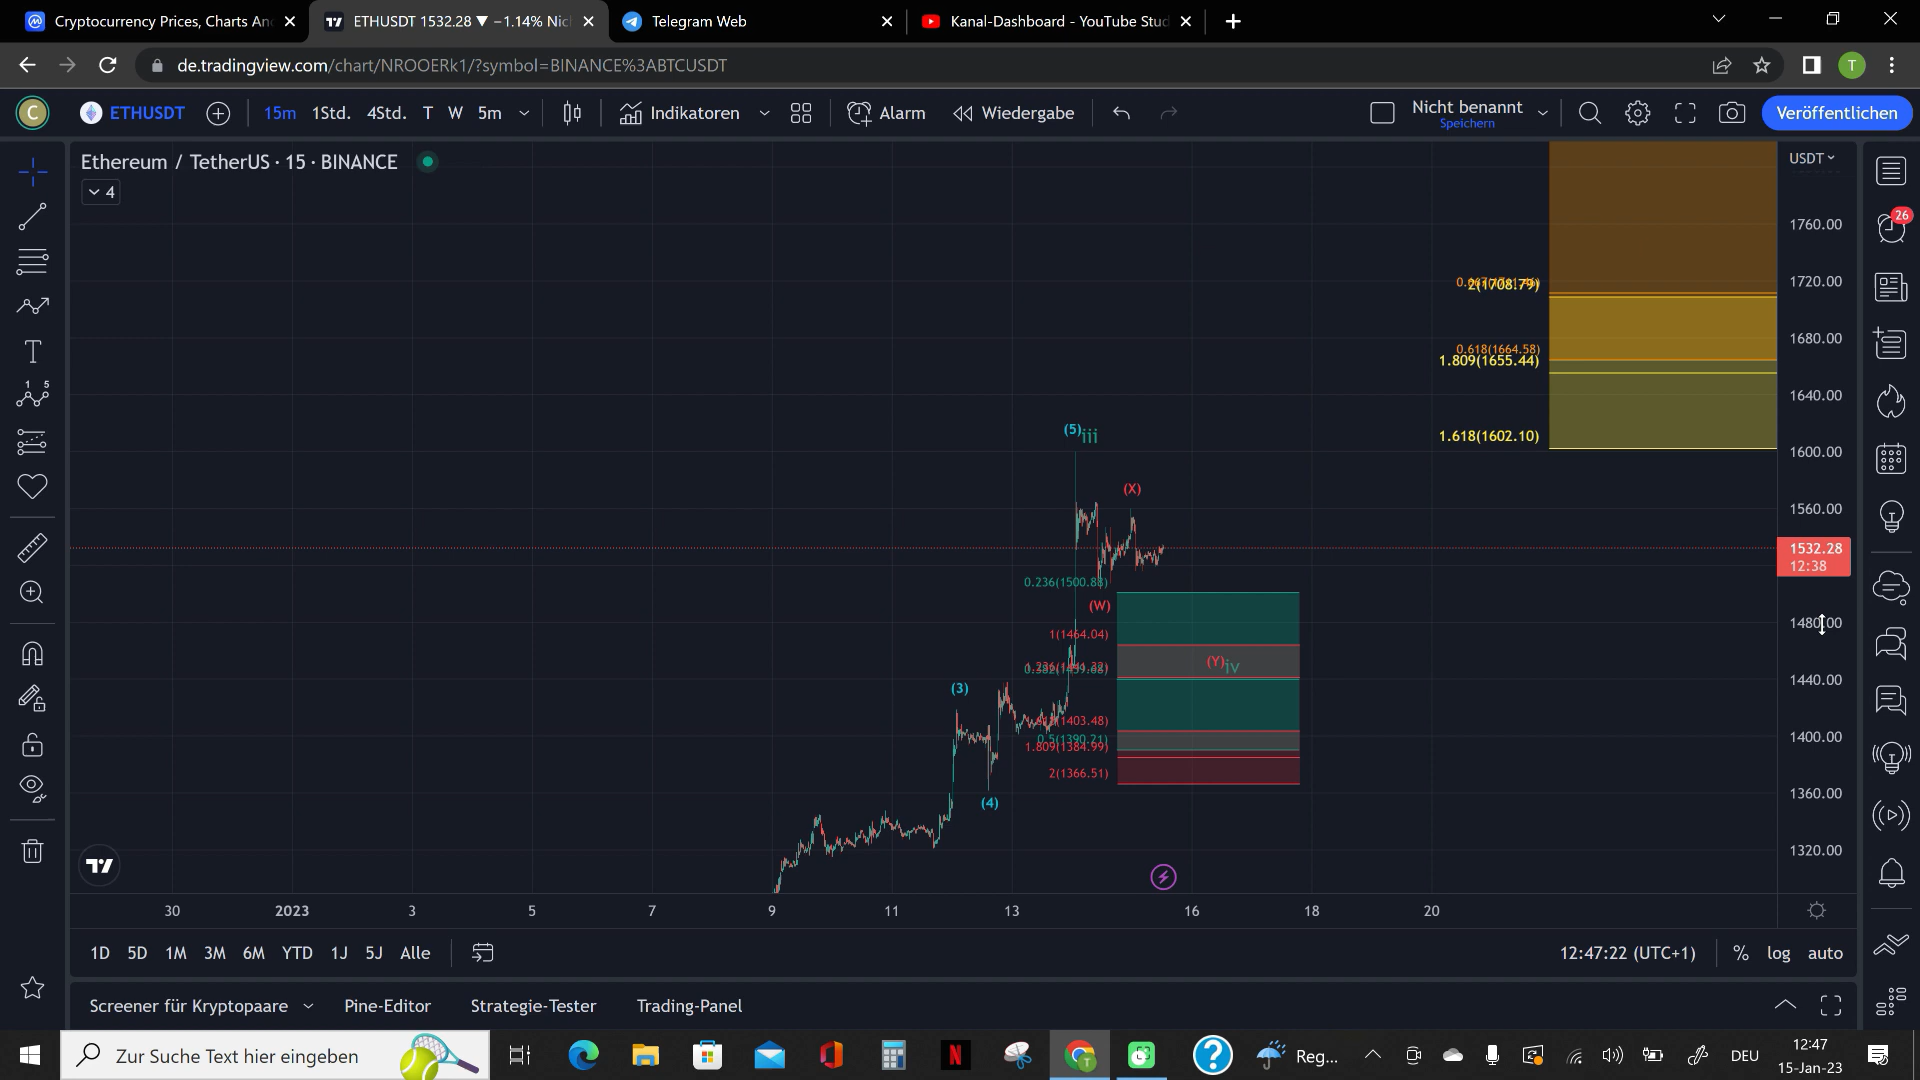 Cryptocurrency Prices, Charts An
ETHUSDT 1532.28 ▼ −1.14% Nic
Telegram Web
Kanal-Dashboard - YouTube Stud
de.tradingview.com/chart/NROOERk1/?symbol=BINANCE%3ABTCUSDT
T
C
ETHUSDT
15m 1Std. 4Std. T W 5m
Indikatoren
Alarm
Wiedergabe
Nicht benannt
Speichern
Veröffentlichen
Ethereum / TetherUS · 15 · BINANCE
4
USDT
26
1760.00
1720.00
1680.00
1640.00
1600.00
1560.00
1532.28
12:38
1480.00
1440.00
1400.00
1360.00
1320.00
2(1708.79)
0.618(1664.58)
1.809(1655.44)
1.618(1602.10)
(5) iii
(X)
0.236(1500.88)
(W)
1(1464.04)
(Y) iv
(3)
(4)
0.5(1390.21)
1.809(1384.99)
2(1366.51)
30 2023 3 5 7 9 11 13 16 18 20
1D 5D 1M 3M 6M YTD 1J 5J Alle
12:47:22 (UTC+1)
% log auto
Screener für Kryptopaare
Pine-Editor
Strategie-Tester
Trading-Panel
Zur Suche Text hier eingeben
Reg...
DEU
12:47
15-Jan-23